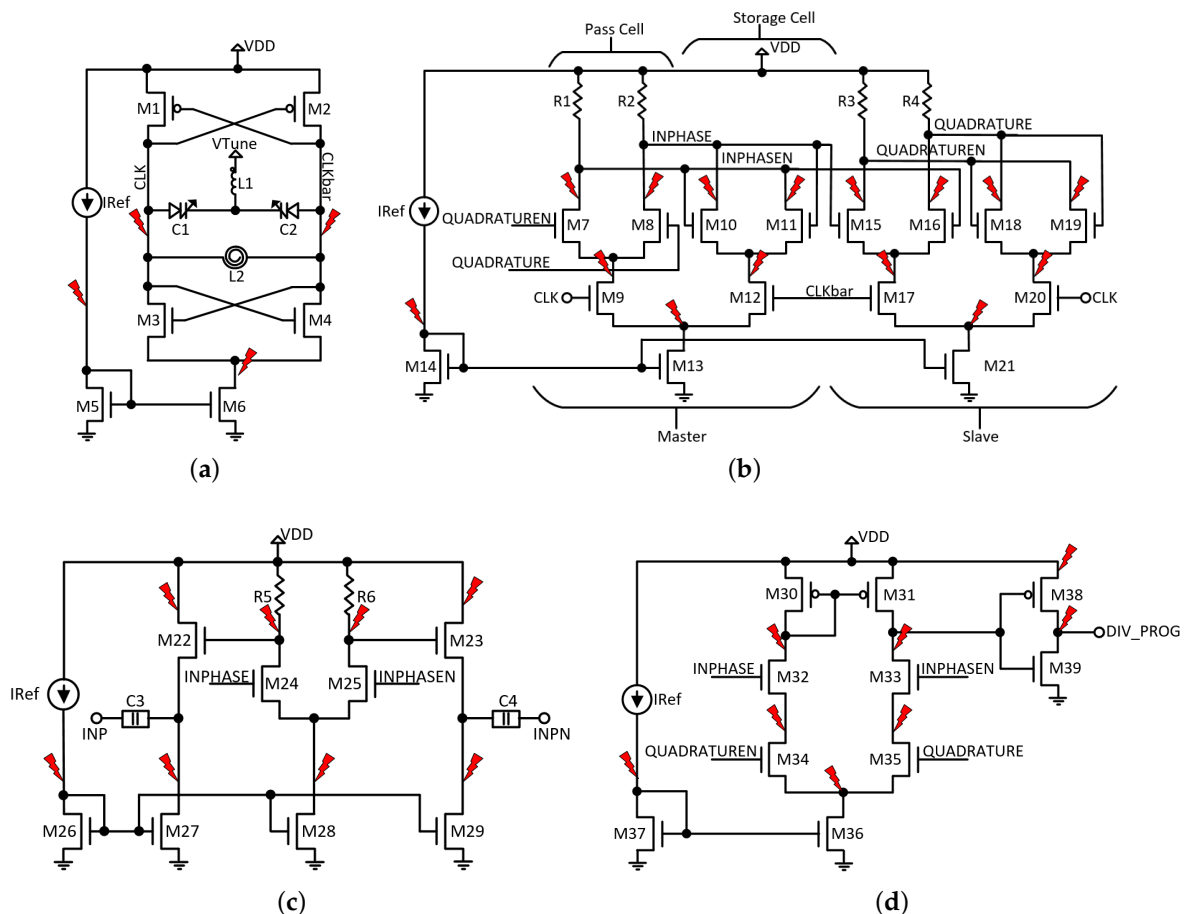 VDD
M1
M2
VTune
CLK
CLKbar
L1
IRef
C1
C2
L2
M3
M4
M5
M6
(a)
Pass Cell
Storage Cell
VDD
R1
R2
R3
R4
INPHASE
QUADRATURE
INPHASEN
QUADRATUREN
IRef
QUADRATUREN
M7
M8
M10
M11
M15
M16
M18
M19
QUADRATURE
CLK
M9
M12
CLKbar
M17
M20
CLK
M14
M13
M21
Master
Slave
(b)
VDD
R5
R6
M22
M23
INPHASE
M24
M25
INPHASEN
IRef
C3
C4
INP
INPN
M26
M27
M28
M29
(c)
VDD
M30
M31
M38
DIV_PROG
INPHASE
M32
M33
INPHASEN
M39
IRef
QUADRATUREN
M34
M35
QUADRATURE
M37
M36
(d)